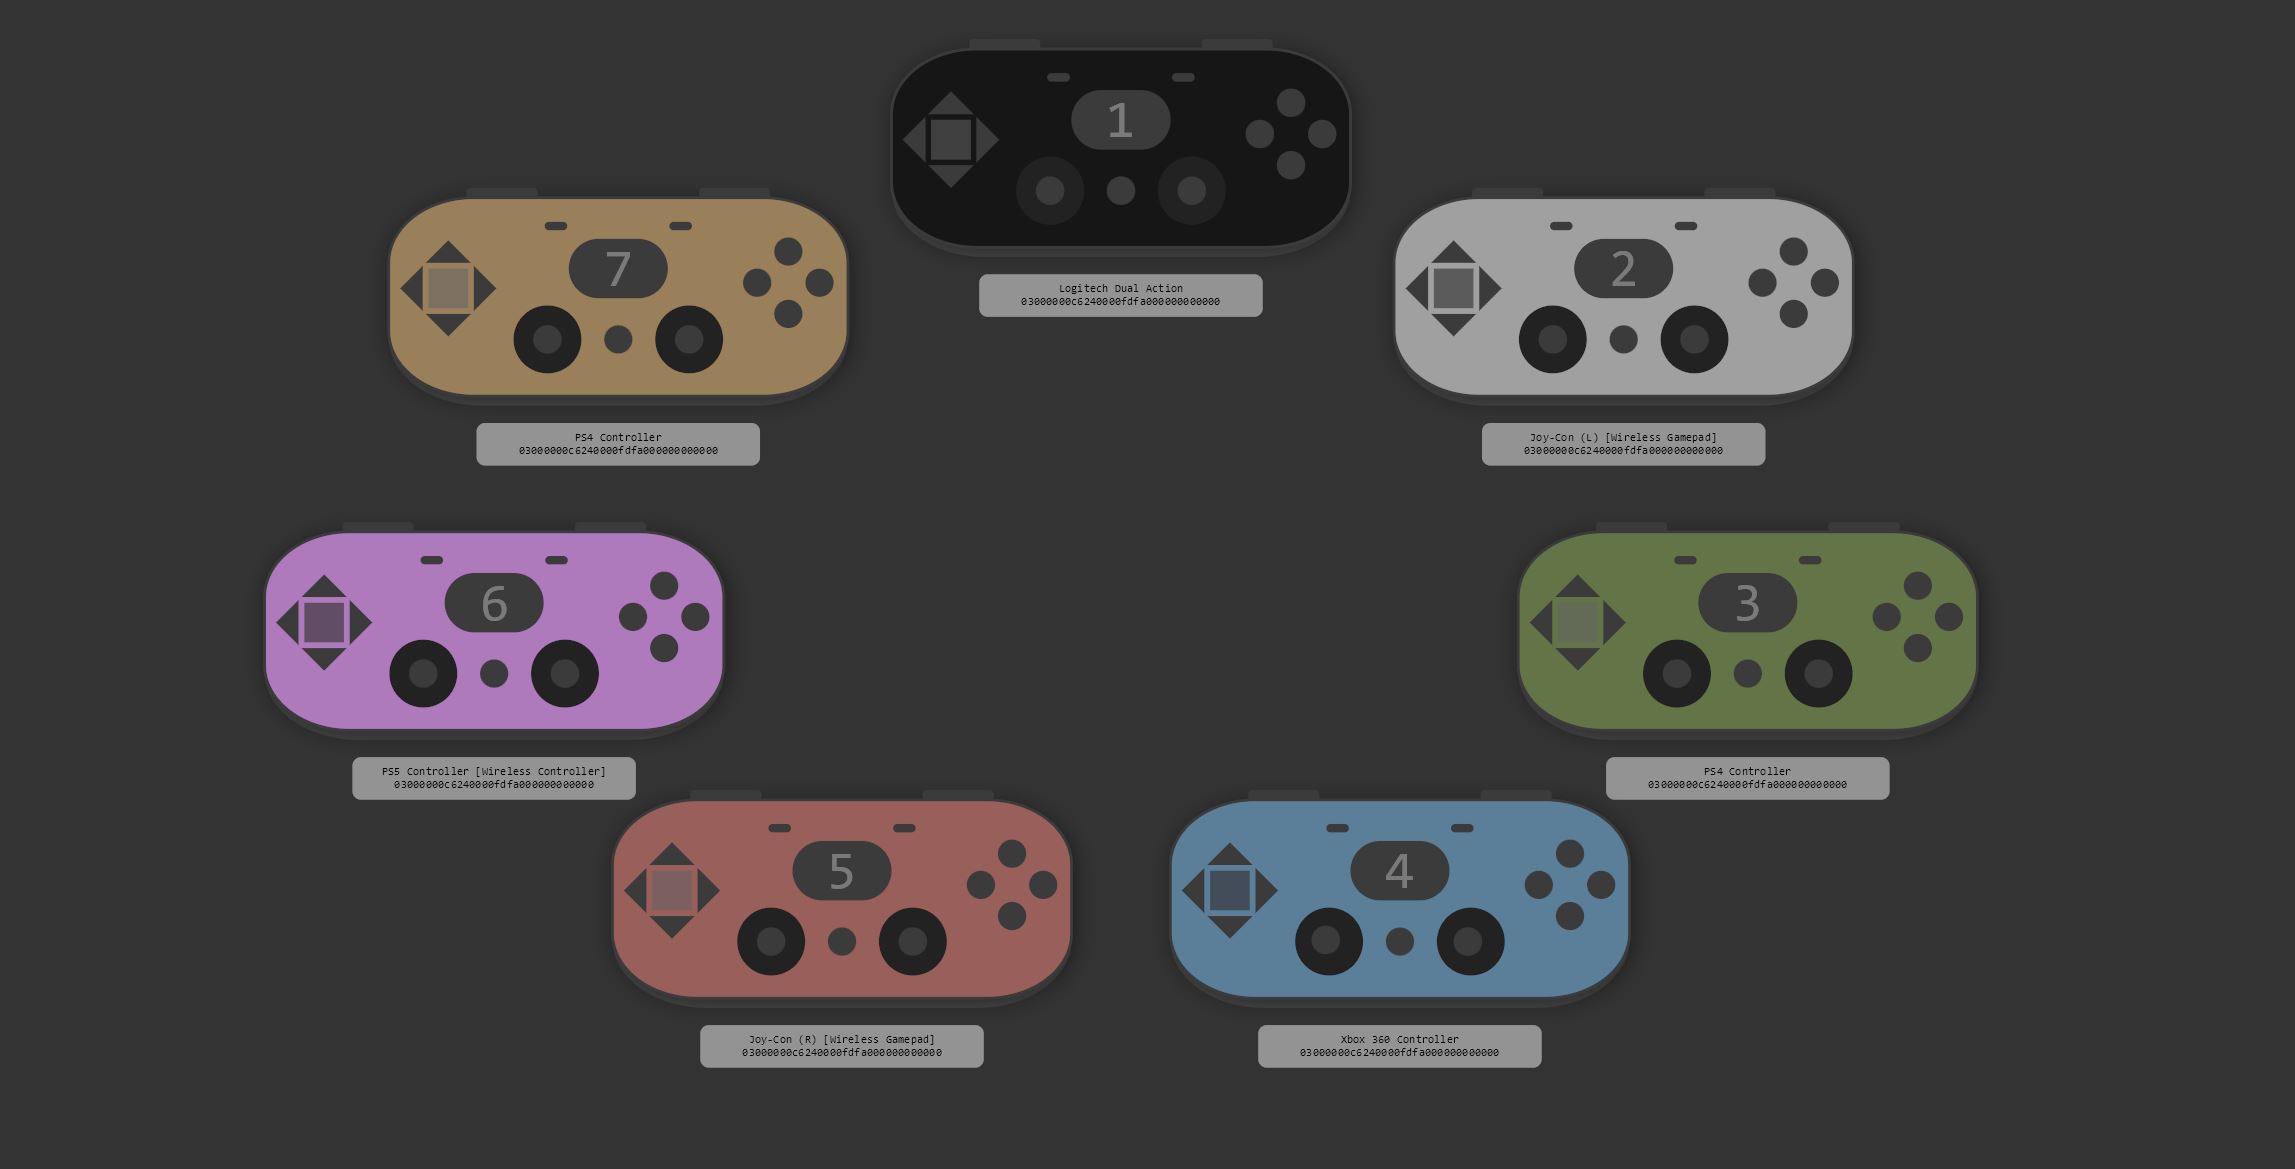 1
Logitech Dual Action
03000000c6240000fdfa000000000000
7
PS4 Controller
03000000c6240000fdfa000000000000
2
Joy-Con (L) [Wireless Gamepad]
03000000c6240000fdfa000000000000
6
PS5 Controller [Wireless Controller]
03000000c6240000fdfa000000000000
3
PS4 Controller
03000000c6240000fdfa000000000000
5
Joy-Con (R) [Wireless Gamepad]
03000000c6240000fdfa000000000000
4
Xbox 360 Controller
03000000c6240000fdfa000000000000